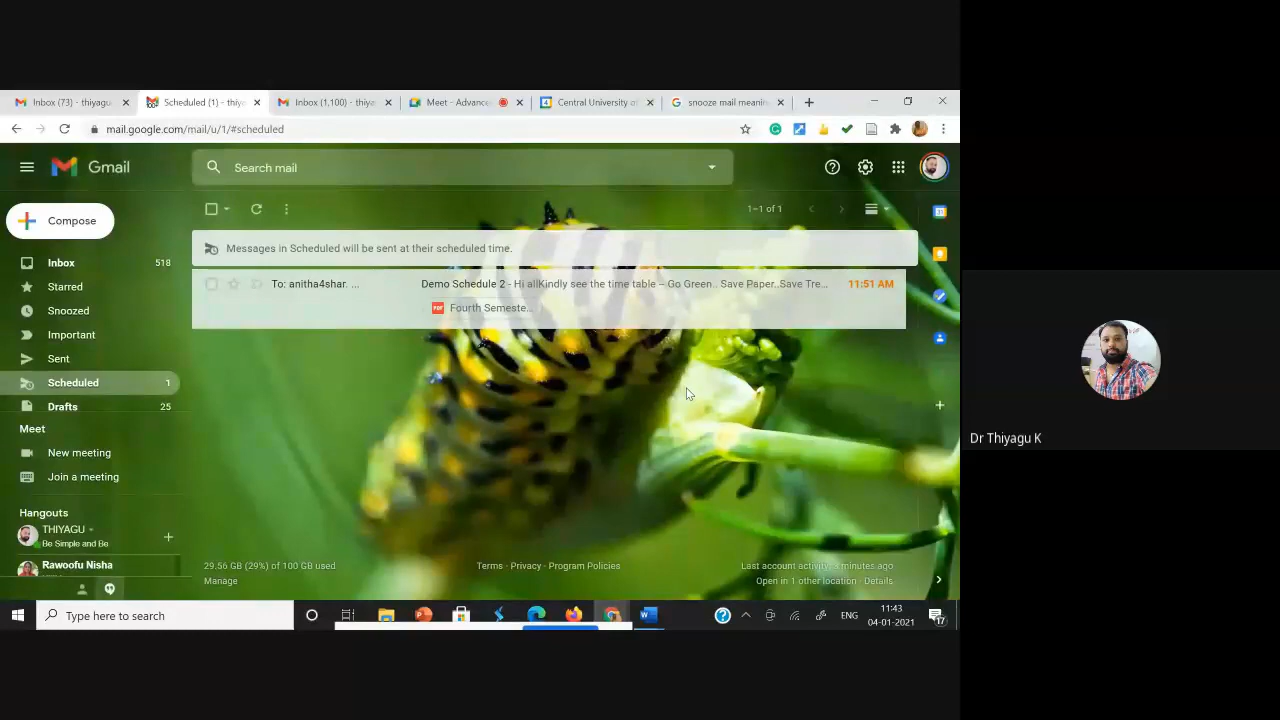 Inbox (73) - thiyagu
Scheduled (1) - thiye
Inbox (1,100) - thiya
Meet - Advance
Central University of
snooze mail meanin
mail.google.com/mail/u/1/#scheduled
Gmail
Search mail
Compose
1–1 of 1
Messages in Scheduled will be sent at their scheduled time.
Inbox 518
To: anitha4shar. ... Demo Schedule 2 - Hi allKindly see the time table -- Go Green.. Save Paper..Save Tre... 11:51 AM
PDF Fourth Semeste...
Starred
Snoozed
Important
Sent
Scheduled 1
Drafts 25
Meet
New meeting
Join a meeting
Hangouts
THIYAGU
Be Simple and Be
Rawoofu Nisha
29.56 GB (29%) of 100 GB used
Manage
Terms · Privacy · Program Policies
Last account activity: 3 minutes ago
Open in 1 other location · Details
Dr Thiyagu K
Type here to search
ENG
11:43
04-01-2021
17